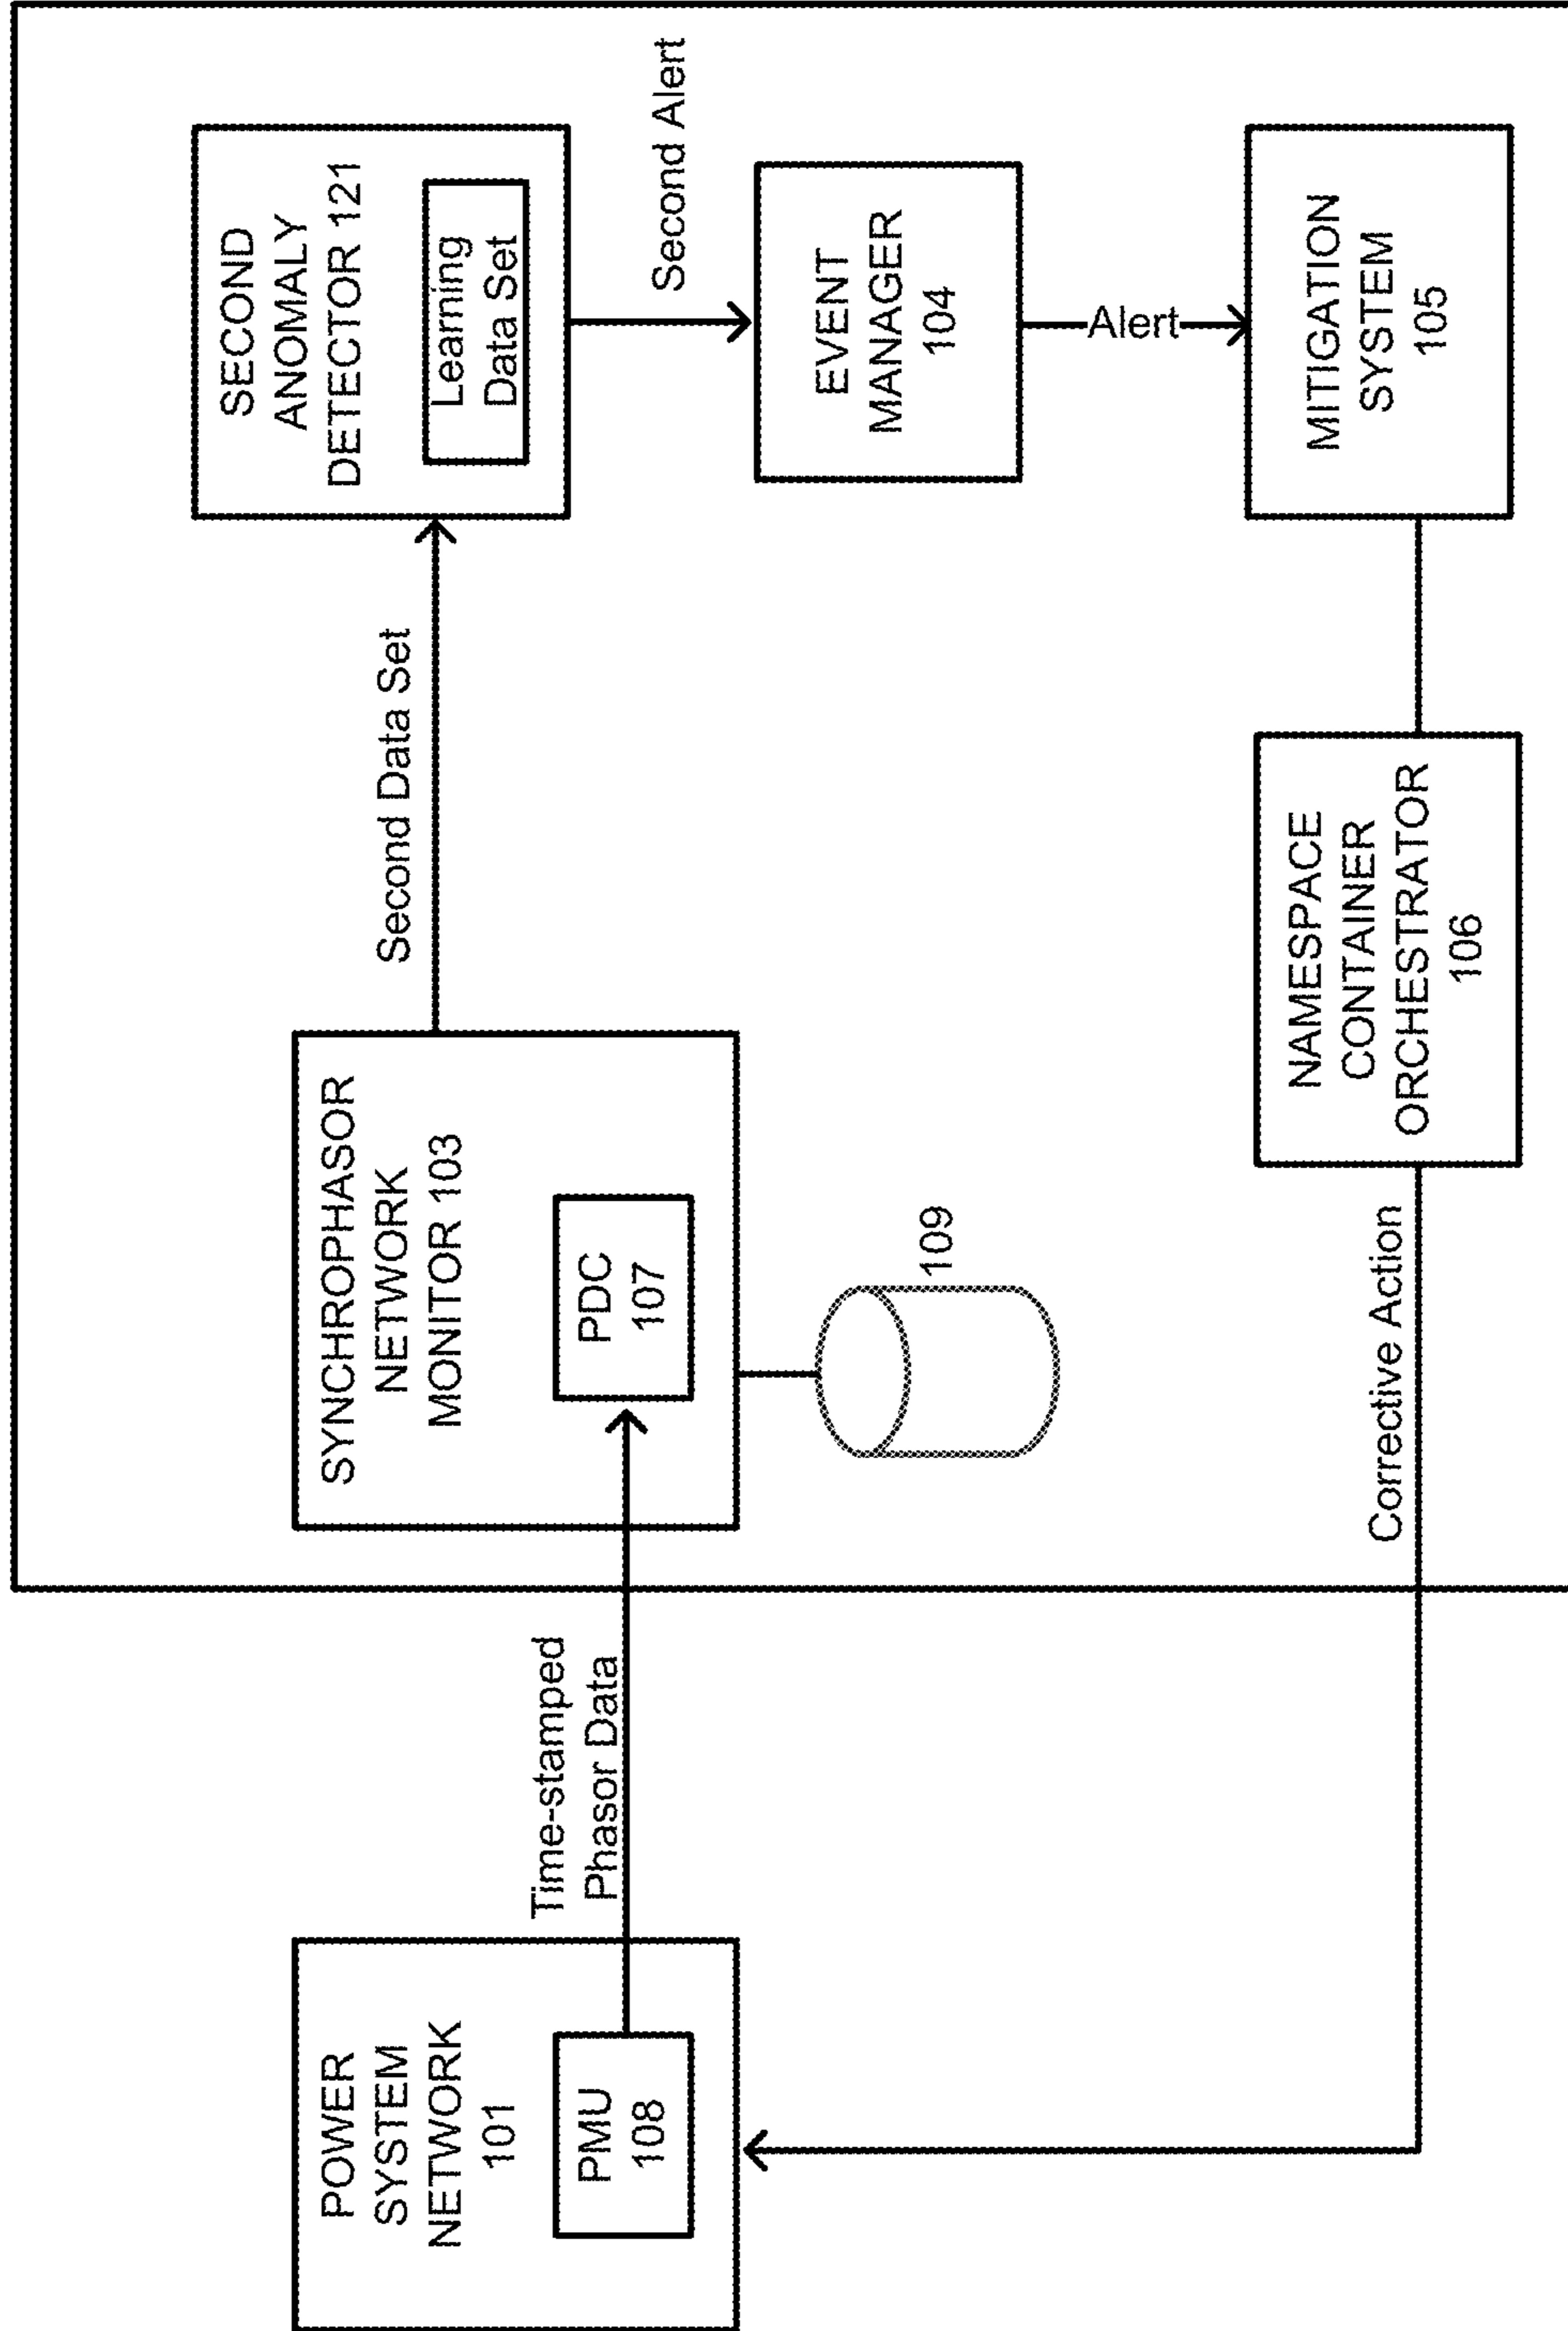 POWER
SYSTEM
NETWORK
101
PMU
108
Time-stamped
Phasor Data
SYNCHROPHASOR
NETWORK
MONITOR 103
PDC
107
109
Second Data Set
SECOND
ANOMALY
DETECTOR 121
Learning
Data Set
Second Alert
EVENT
MANAGER
104
Alert
MITIGATION
SYSTEM
105
NAMESPACE
CONTAINER
ORCHESTRATOR
106
Corrective Action